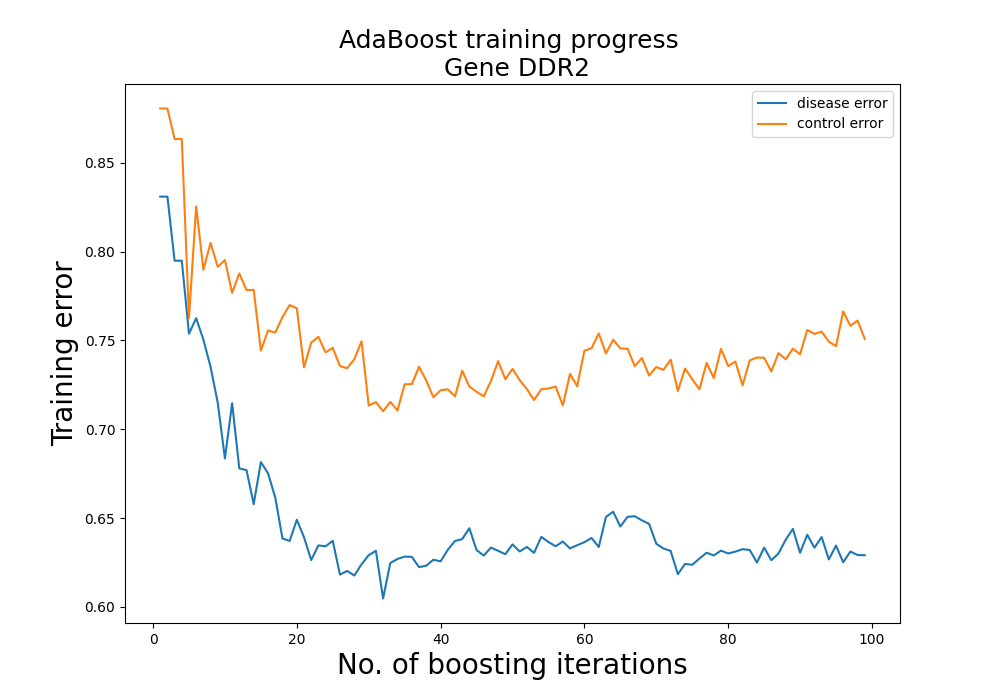 AdaBoost training progress
Gene DDR2
disease error
control error
Training error
0.85
0.80
0.75
0.70
0.65
0.60
0
20
40
60
80
100
No. of boosting iterations